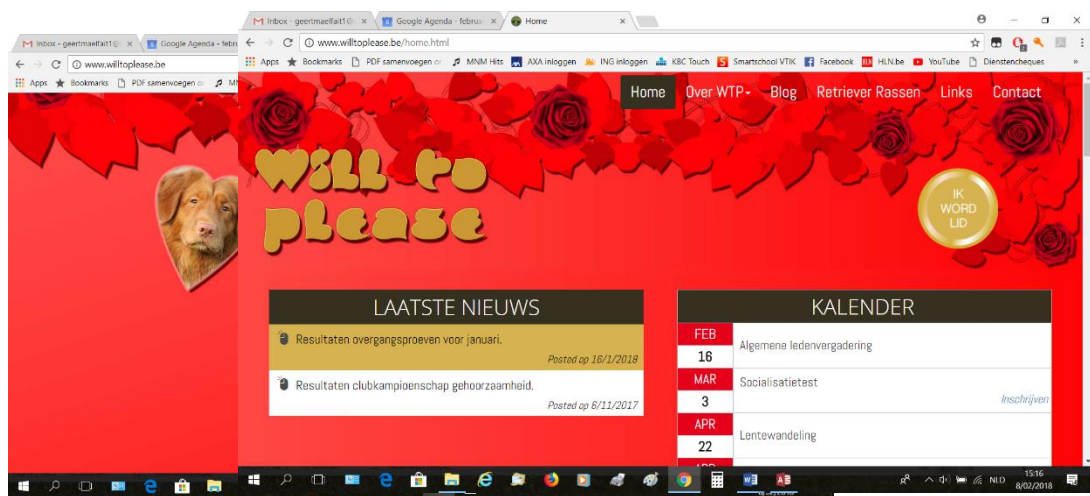 Inbox - geertmaelfait1@
Google Agenda - febru
www.willtoplease.be
Apps
Bookmarks
PDF samenvoegen
Inbox - geertmaelfait1@
Google Agenda - februa
Home
www.willtoplease.be/home.html
Apps Bookmarks PDF samenvoegen MNM Hits AXA inloggen ING inloggen KBC Touch Smartschool VTIK Facebook HLN.be YouTube Dienstencheques
Home Over WTP Blog Retriever Rassen Links Contact
Will to
please
IK
WORD
LID
LAATSTE NIEUWS
Resultaten overgangsproeven voor januari.
Posted op 16/1/2018
Resultaten clubkampioenschap gehoorzaamheid.
Posted op 6/11/2017
KALENDER
FEB
16
Algemene ledenvergadering
MAR
3
Socialisatietest
Inschrijven
APR
22
Lentewandeling
NLD
15:16
8/02/2018